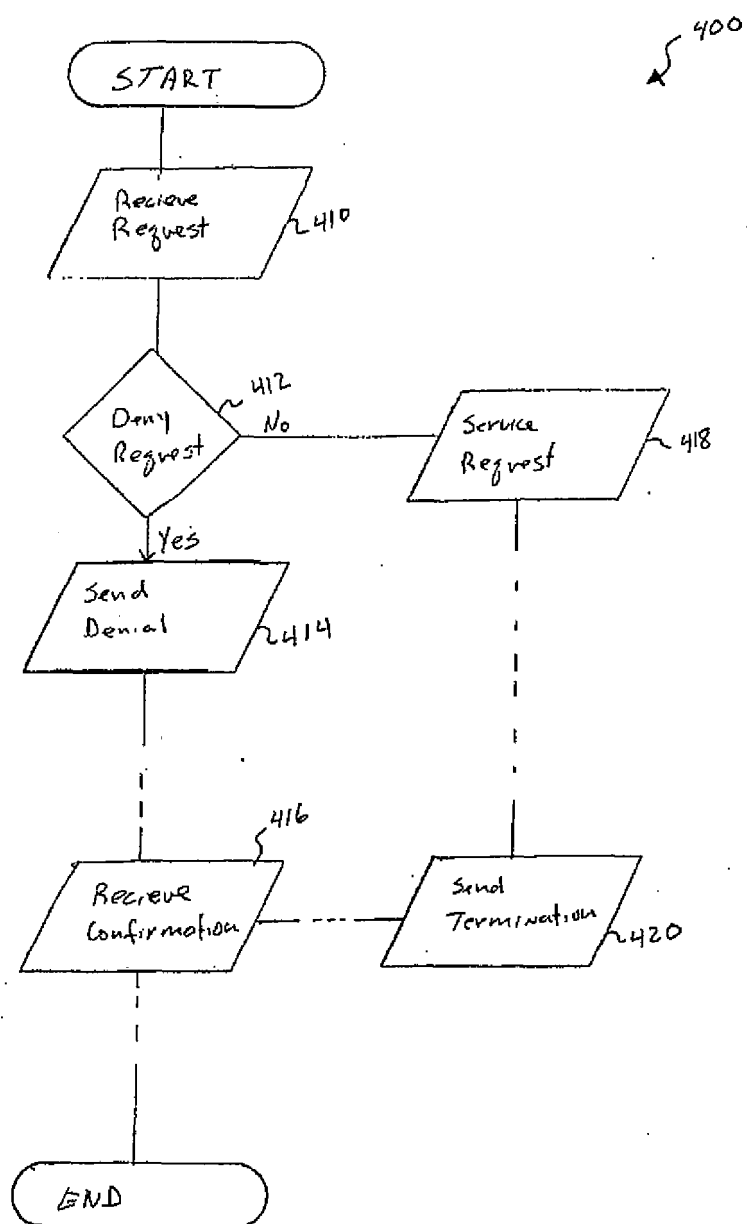 400
START
Recieve
Request
410
412
Deny
Request
No
Service
Request
418
Yes
Send
Denial
414
416
Recieve
Confirmation
Send
Termination
420
END